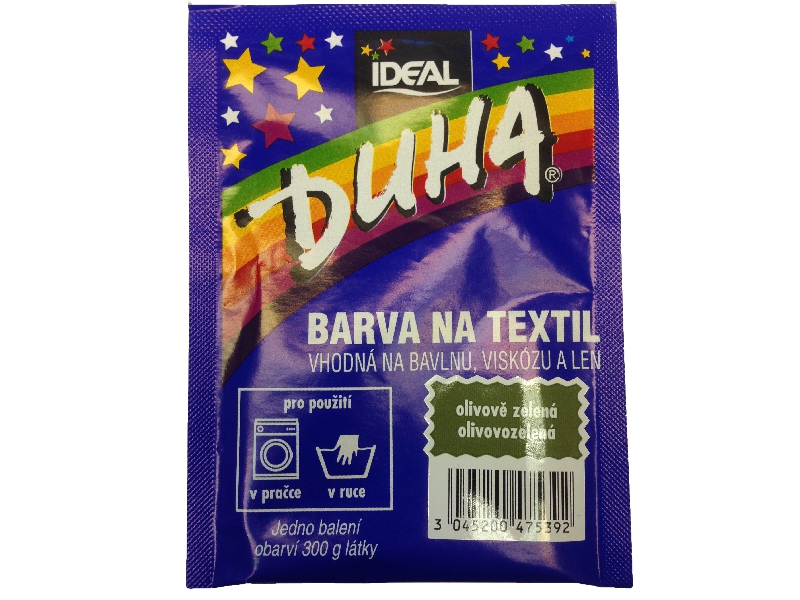 IDEAL
DUHA®
BARVA NA TEXTIL
VHODNÁ NA BAVLNU, VISKÓZU A LEN
pro použití
v pračce v ruce
Jedno balení
obarví 300 g látky
olivově zelená
olivovozelená
3 045200 475392